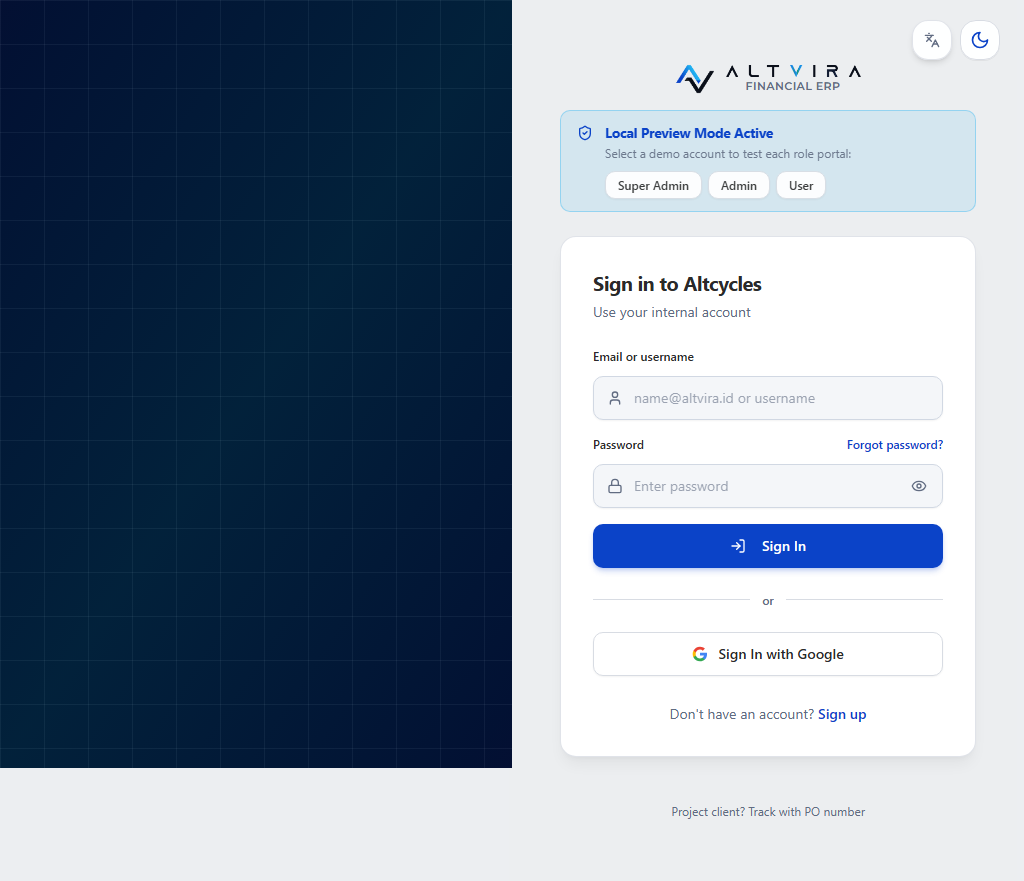 ALTVIRA
FINANCIAL ERP
Local Preview Mode Active
Select a demo account to test each role portal:
Super Admin
Admin
User
Sign in to Altcycles
Use your internal account
Email or username
name@altvira.id or username
Password
Forgot password?
Enter password
Sign In
or
Sign In with Google
Don't have an account? Sign up
Project client? Track with PO number